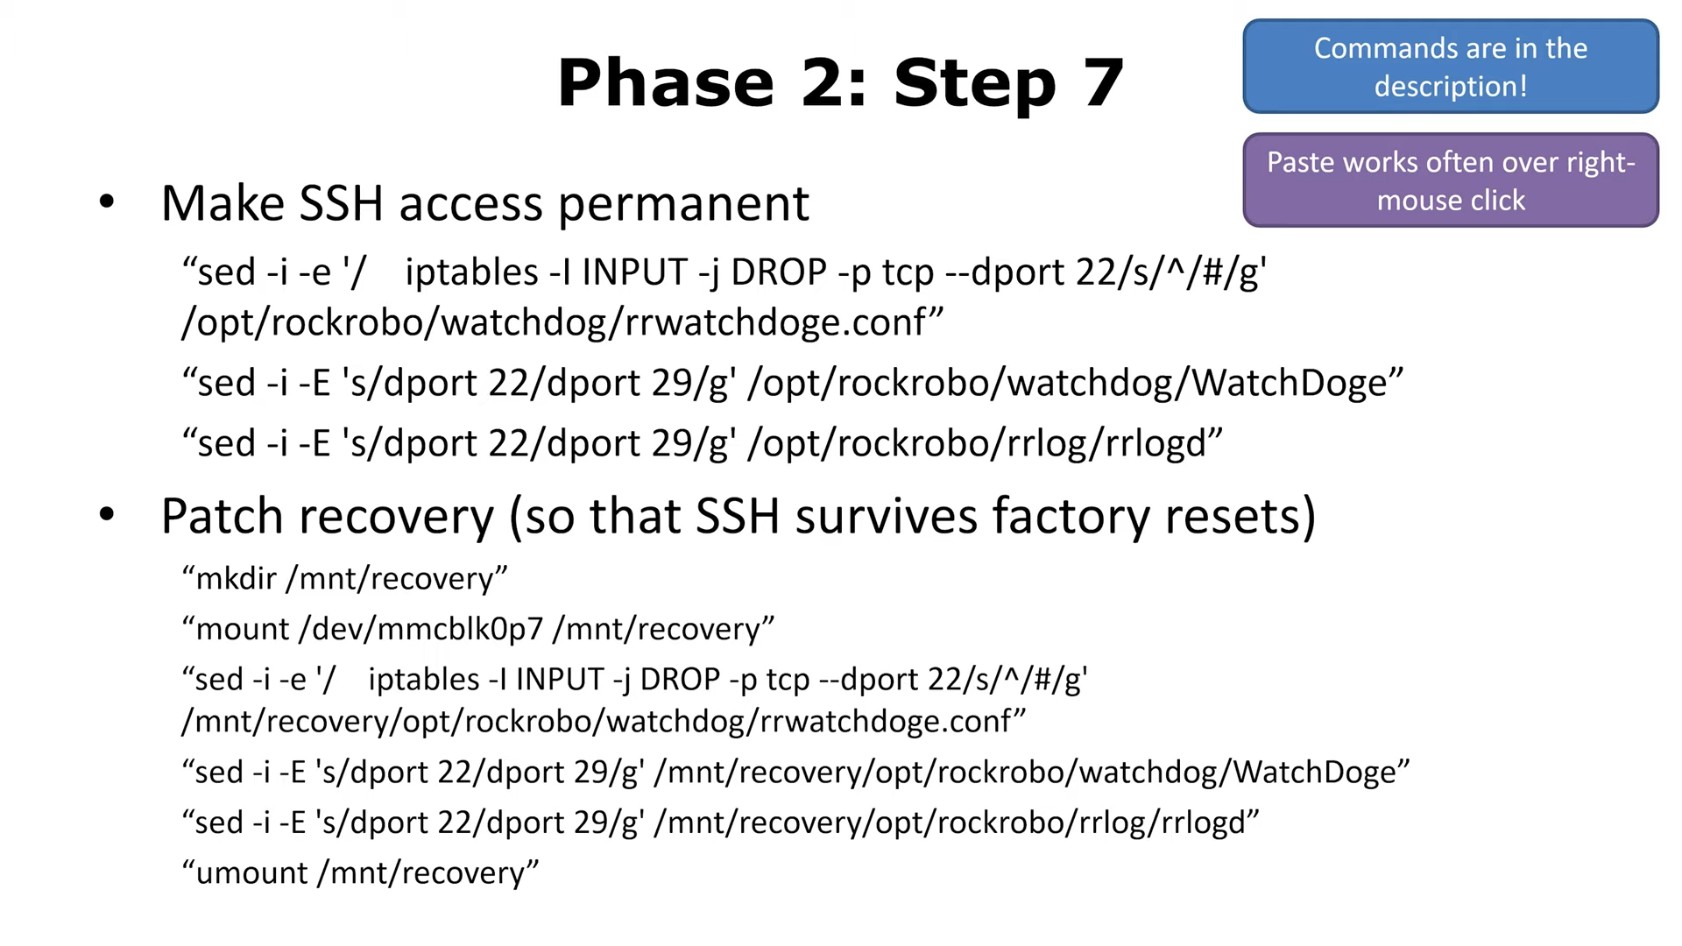 Phase 2: Step 7
Commands are in the
description!
Paste works often over right-
mouse click
• Make SSH access permanent
“sed -i -e '/    iptables -I INPUT -j DROP -p tcp --dport 22/s/^/#/g'
/opt/rockrobo/watchdog/rrwatchdoge.conf”
“sed -i -E 's/dport 22/dport 29/g' /opt/rockrobo/watchdog/WatchDoge”
“sed -i -E 's/dport 22/dport 29/g' /opt/rockrobo/rrlog/rrlogd”
• Patch recovery (so that SSH survives factory resets)
“mkdir /mnt/recovery”
“mount /dev/mmcblk0p7 /mnt/recovery”
“sed -i -e '/    iptables -I INPUT -j DROP -p tcp --dport 22/s/^/#/g'
/mnt/recovery/opt/rockrobo/watchdog/rrwatchdoge.conf”
“sed -i -E 's/dport 22/dport 29/g' /mnt/recovery/opt/rockrobo/watchdog/WatchDoge”
“sed -i -E 's/dport 22/dport 29/g' /mnt/recovery/opt/rockrobo/rrlog/rrlogd”
“umount /mnt/recovery”